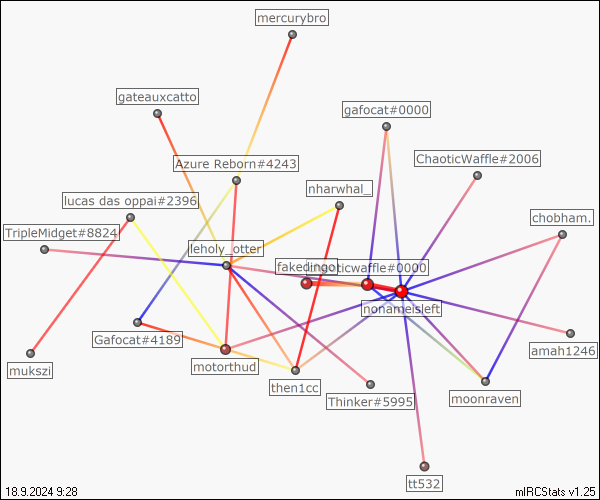 mercurybro
gateauxcatto
gafocat#0000
ChaoticWaffle#2006
Azure Reborn#4243
nharwhal_
lucas das oppai#2396
chobham.
TripleMidget#8824
leholy_otter
chaoticwaffle#0000
nonameisleft
Gafocat#4189
amah1246
motorthud
mukszi
then1cc
Thinker#5995
moonraven
tt532
18.9.2024 9:28
mIRCStats v1.25